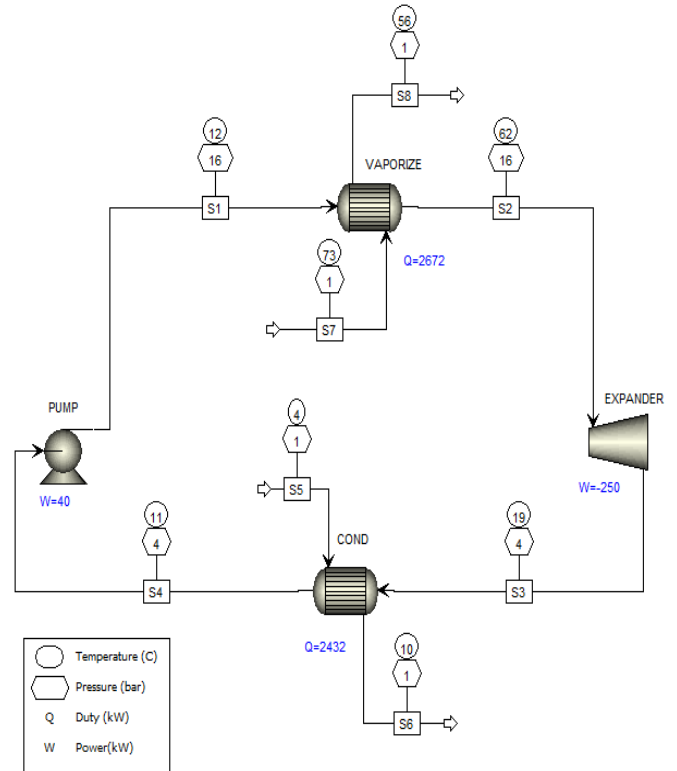 56
1
S8
12
16
S1
VAPORIZE
62
16
S2
73
1
S7
Q=2672
PUMP
W=40
EXPANDER
W=-250
4
1
S5
COND
11
4
S4
19
4
S3
Q=2432
10
1
S6
Temperature (C)
Pressure (bar)
Q Duty (kW)
W Power(kW)